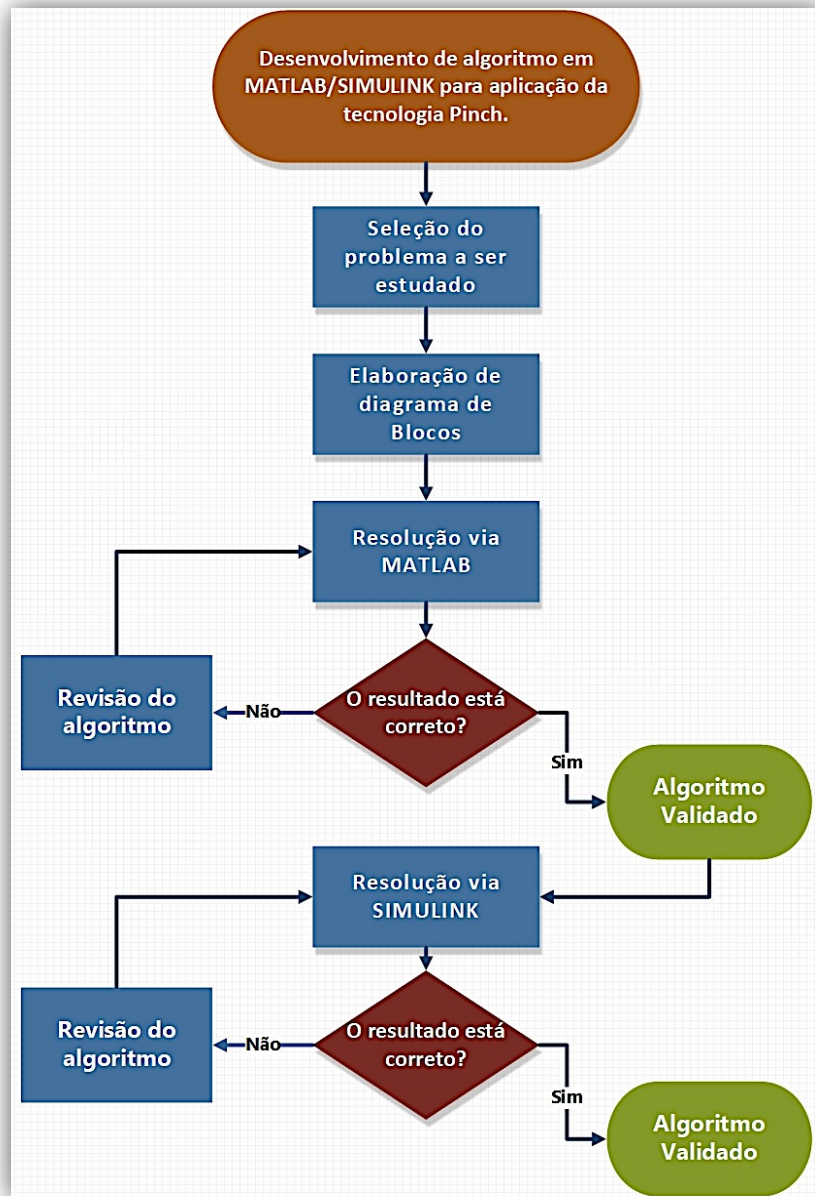 Desenvolvimento de algoritmo em
MATLAB/SIMULINK para aplicação da
tecnologia Pinch.
Seleção do
problema a ser
estudado
Elaboração de
diagrama de
Blocos
Resolução via
MATLAB
Revisão do
algoritmo
Não
O resultado está
correto?
Sim
Algoritmo
Validado
Resolução via
SIMULINK
Revisão do
algoritmo
Não
O resultado está
correto?
Sim
Algoritmo
Validado